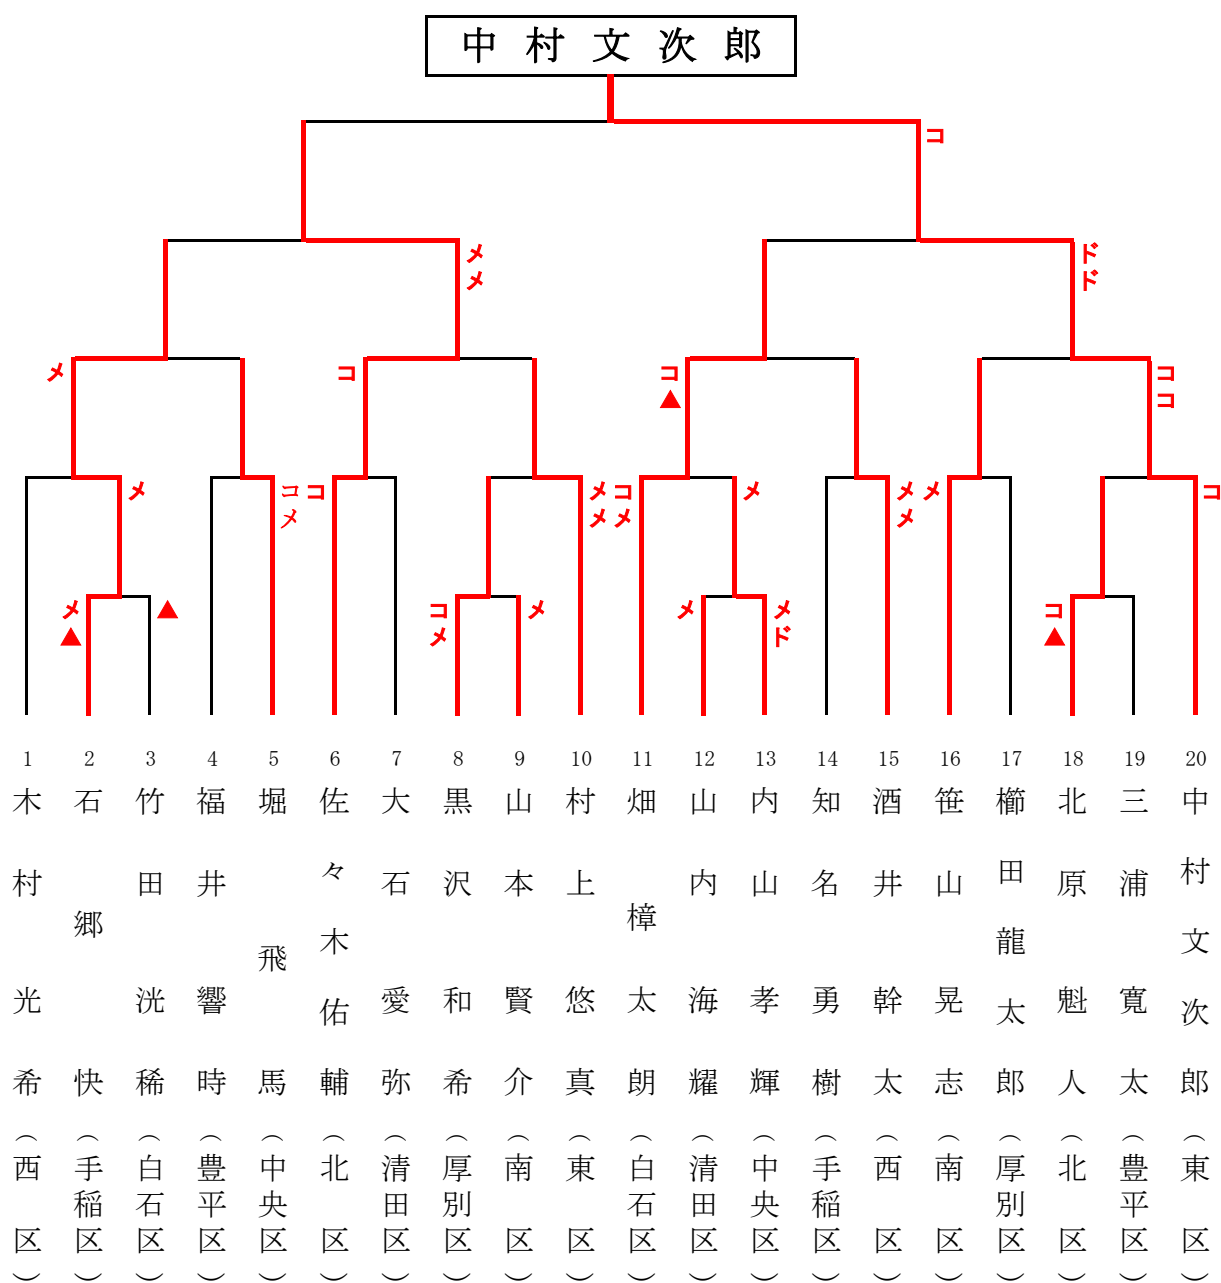 中村文次郎
コ
メ
メ
ド
ド
メ
コ
コ
▲
コ
コ
メ
コ
メ
コ
メ
メ
コ
メ
メ
メ
メ
メ
コ
メ
▲
▲
コ
メ
メ
メ
メ
ド
コ
▲
1 2 3 4 5 6 7 8 9 10 11 12 13 14 15 16 17 18 19 20
木村光希(西区)
石郷快(手稲区)
竹田洸稀(白石区)
福井響時(豊平区)
堀飛馬(中央区)
佐々木佑輔(北区)
大石愛弥(清田区)
黒沢和希(厚別区)
山本賢介(南区)
村上悠真(東区)
畑樟太朗(白石区)
山内海耀(清田区)
内山孝輝(中央区)
知名勇樹(手稲区)
酒井幹太(西区)
笹山晃志(南区)
櫛田龍太郎(厚別区)
北原魁人(北区)
三浦寛太(豊平区)
中村文次郎(東区)